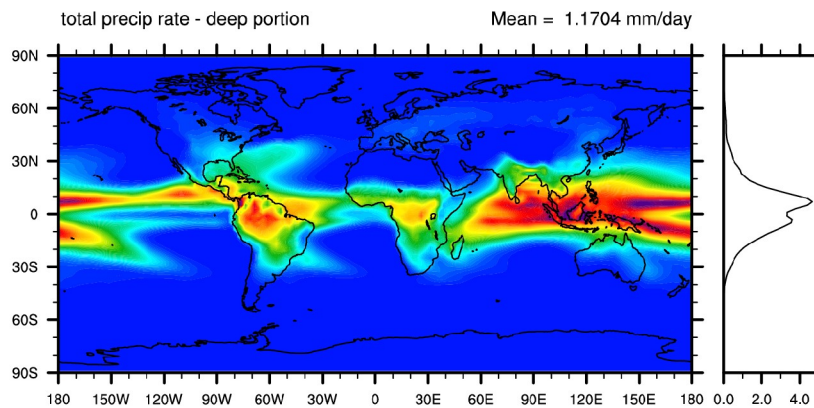 total precip rate - deep portion Mean = 1.1704 mm/day
90N
60N
30N
0
30S
60S
90S
180 150W 120W 90W 60W 30W 0 30E 60E 90E 120E 150E 180
0.0 2.0 4.0